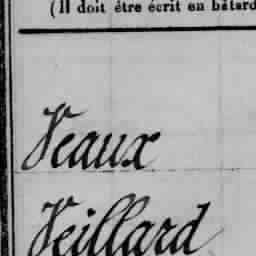 (Il doit être écrit en bâtard
Veaux
Veillard